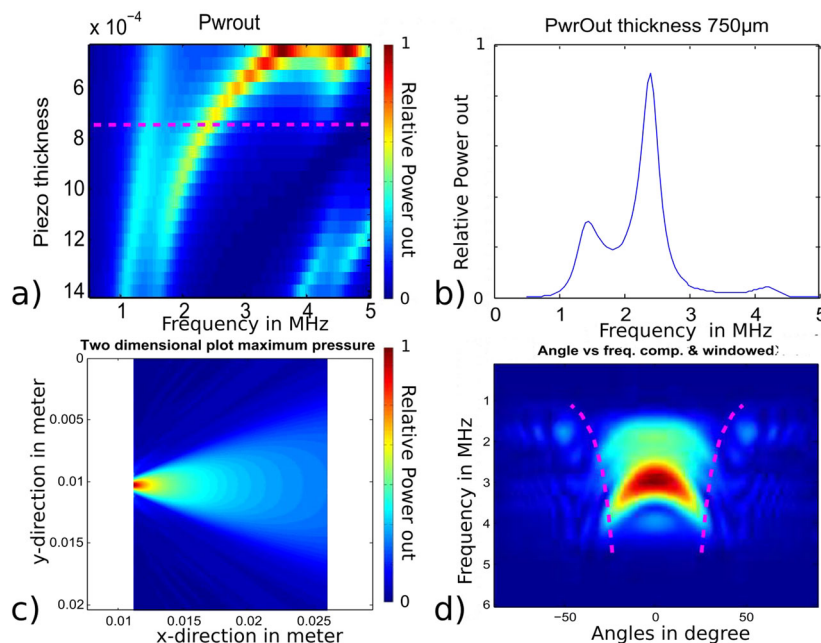 x 10⁻⁴ Pwrout
6
8
10
12
14
Piezo thickness
1 2 3 4 5
Frequency in MHz
1
0
Relative Power out
a)
PwrOut thickness 750μm
1
0
Relative Power out
0 1 2 3 4 5
Frequency in MHz
b)
Two dimensional plot maximum pressure
0
0.005
0.01
0.015
0.02
y-direction in meter
0.01 0.015 0.02 0.025
x-direction in meter
1
0
Relative Power out
c)
Angle vs freq. comp. & windowed)
1
2
3
4
5
6
Frequency in MHz
-50 0 50
Angles in degree
d)